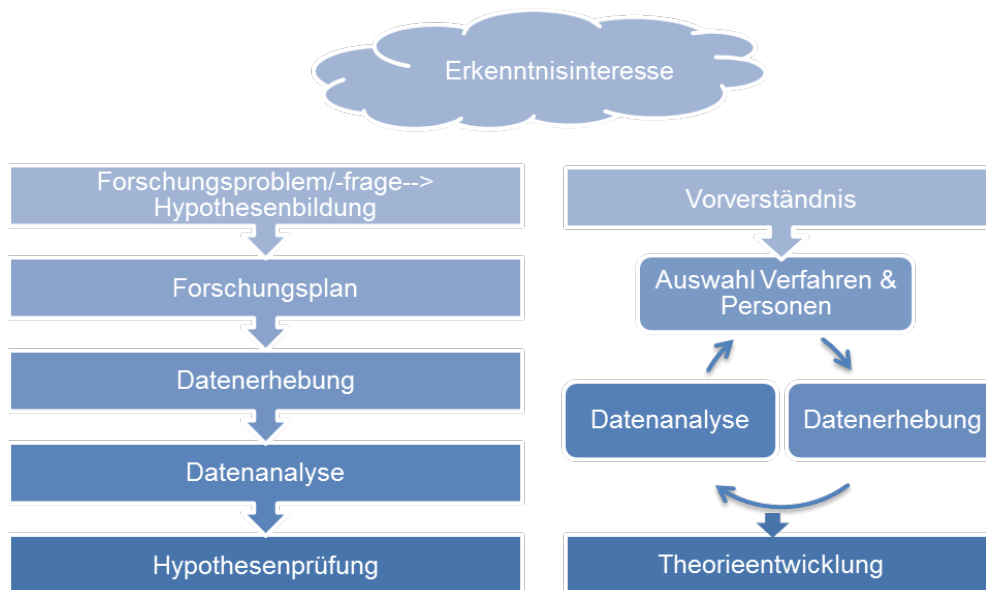 Erkenntnisinteresse
Forschungsproblem/-frage-->
Hypothesenbildung
Forschungsplan
Datenerhebung
Datenanalyse
Hypothesenprüfung
Vorverständnis
Auswahl Verfahren &
Personen
Datenanalyse
Datenerhebung
Theorieentwicklung